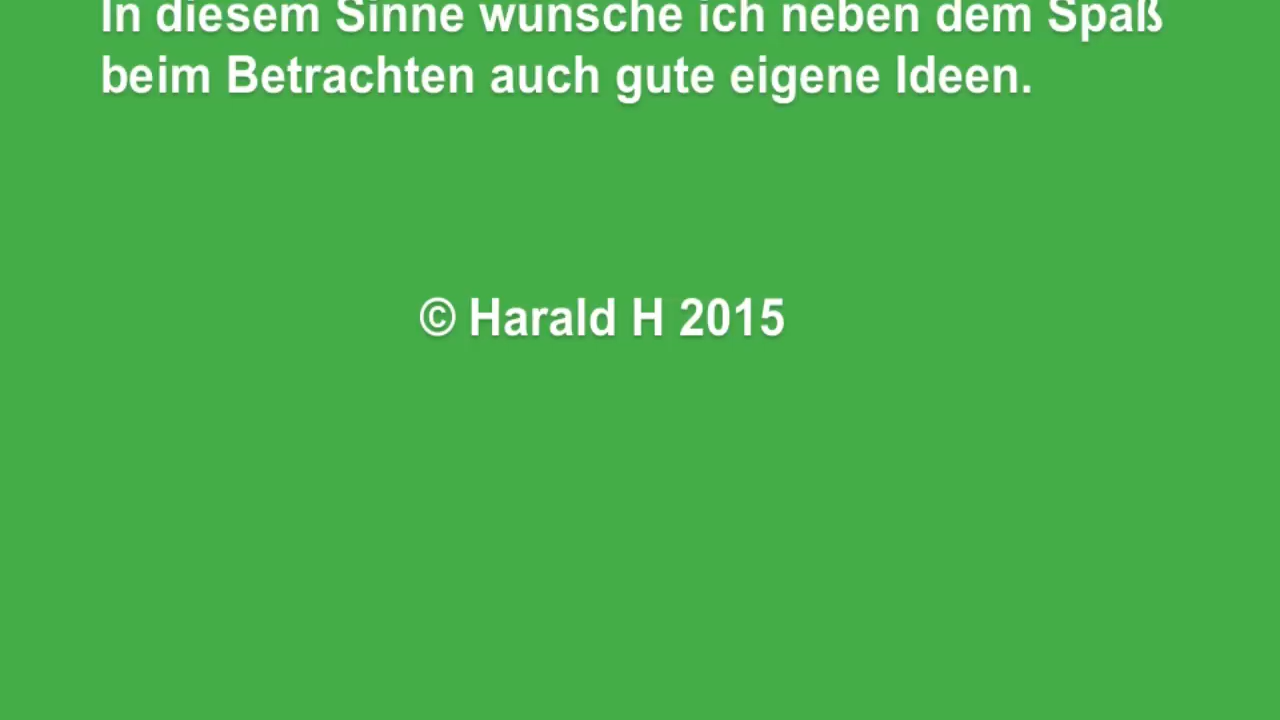 In diesem Sinne wünsche ich neben dem Spaß
beim Betrachten auch gute eigene Ideen.
© Harald H 2015